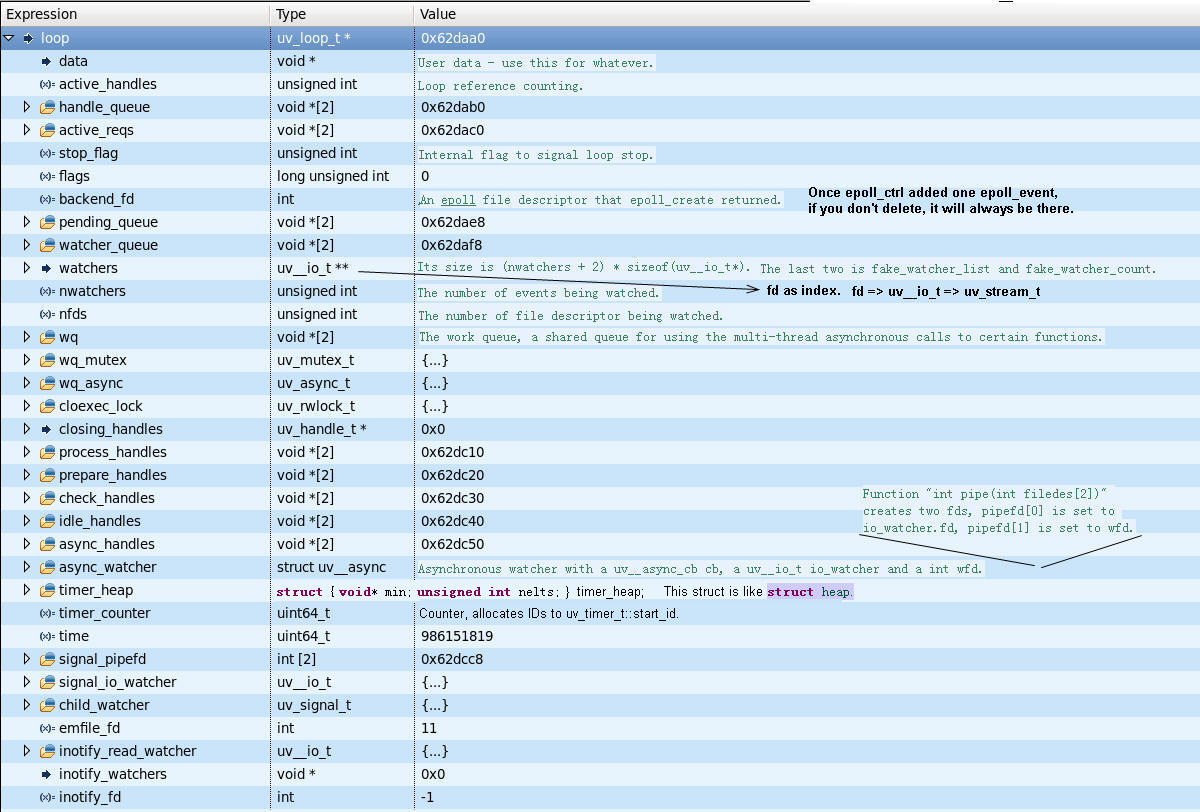 Expression Type Value
loop uv_loop_t * 0x62daa0
data void * User data - use this for whatever.
active_handles unsigned int Loop reference counting.
handle_queue void *[2] 0x62dab0
active_reqs void *[2] 0x62dac0
stop_flag unsigned int Internal flag to signal loop stop.
flags long unsigned int 0
backend_fd int An epoll file descriptor that epoll_create returned.
Once epoll_ctrl added one epoll_event,
if you don't delete, it will always be there.
pending_queue void *[2] 0x62dae8
watcher_queue void *[2] 0x62daf8
watchers uv__io_t ** Its size is (nwatchers + 2) * sizeof(uv__io_t*). The last two is fake_watcher_list and fake_watcher_count.
nwatchers unsigned int The number of events being watched. fd as index. fd => uv__io_t => uv_stream_t
nfds unsigned int The number of file descriptor being watched.
wq void *[2] The work queue, a shared queue for using the multi-thread asynchronous calls to certain functions.
wq_mutex uv_mutex_t {...}
wq_async uv_async_t {...}
cloexec_lock uv_rwlock_t {...}
closing_handles uv_handle_t * 0x0
process_handles void *[2] 0x62dc10
prepare_handles void *[2] 0x62dc20
check_handles void *[2] 0x62dc30
idle_handles void *[2] 0x62dc40
async_handles void *[2] 0x62dc50
Function "int pipe(int filedes[2])"
creates two fds, pipefd[0] is set to
io_watcher.fd, pipefd[1] is set to wfd.
async_watcher struct uv__async Asynchronous watcher with a uv__async_cb cb, a uv__io_t io_watcher and a int wfd.
timer_heap struct { void* min; unsigned int nelts; } timer_heap; This struct is like struct heap.
timer_counter uint64_t Counter, allocates IDs to uv_timer_t::start_id.
time uint64_t 986151819
signal_pipefd int [2] 0x62dcc8
signal_io_watcher uv__io_t {...}
child_watcher uv_signal_t {...}
emfile_fd int 11
inotify_read_watcher uv__io_t {...}
inotify_watchers void * 0x0
inotify_fd int -1